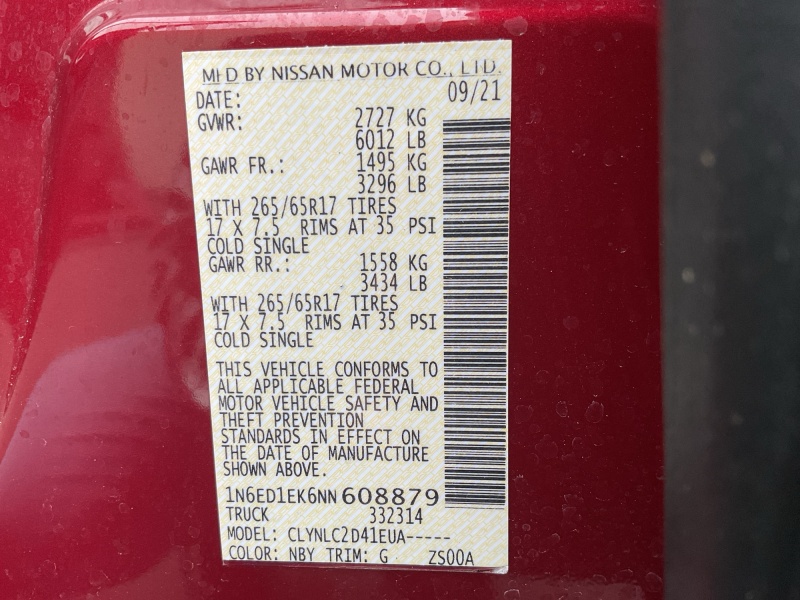 MFD BY NISSAN MOTOR CO., LTD.
DATE: 09/21
GVWR: 2727 KG
6012 LB
GAWR FR.: 1495 KG
3296 LB
WITH 265/65R17 TIRES
17 X 7.5 RIMS AT 35 PSI
COLD SINGLE
GAWR RR.: 1558 KG
3434 LB
WITH 265/65R17 TIRES
17 X 7.5 RIMS AT 35 PSI
COLD SINGLE
THIS VEHICLE CONFORMS TO
ALL APPLICABLE FEDERAL
MOTOR VEHICLE SAFETY AND
THEFT PREVENTION
STANDARDS IN EFFECT ON
THE DATE OF MANUFACTURE
SHOWN ABOVE.
1N6ED1EK6NN608879
TRUCK 332314
MODEL: CLYNLC2D41EUA-----
COLOR: NBY TRIM: G ZS00A